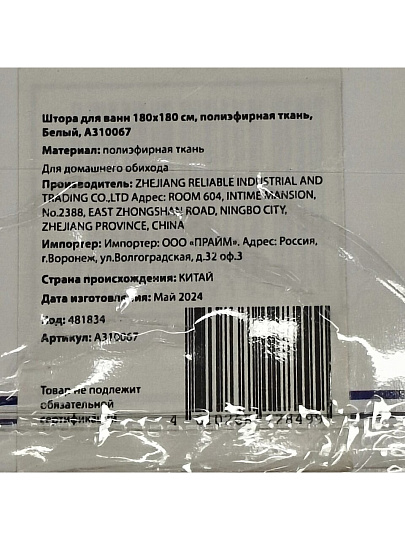 Штора для ванн 180х180 см, полиэфирная ткань,
Белый, А310067
Материал: полиэфирная ткань
Для домашнего обихода
Производитель: ZHEJIANG RELIABLE INDUSTRIAL AND
TRADING CO.,LTD Адрес: ROOM 604, INTIME MANSION,
No.2388, EAST ZHONGSHAN ROAD, NINGBO CITY,
ZHEJIANG PROVINCE, CHINA
Импортер: Импортер: ООО «ПРАЙМ». Адрес: Россия,
г.Воронеж, ул.Волгоградская, д.32 оф.3
Страна происхождения: КИТАЙ
Дата изготовления: Май 2024
Код: 481834
Артикул: А310067
Товар не подлежит
обязательной
сертификации